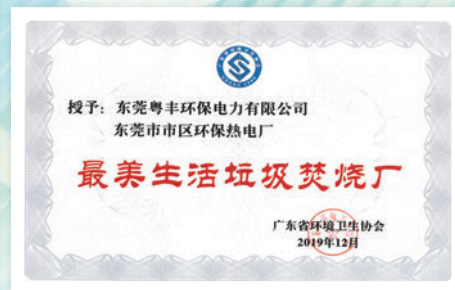 授予：东莞粤丰环保电力有限公司
东莞市市区环保热电厂
最美生活垃圾焚烧厂
广东省环境卫生协会
2019年12月